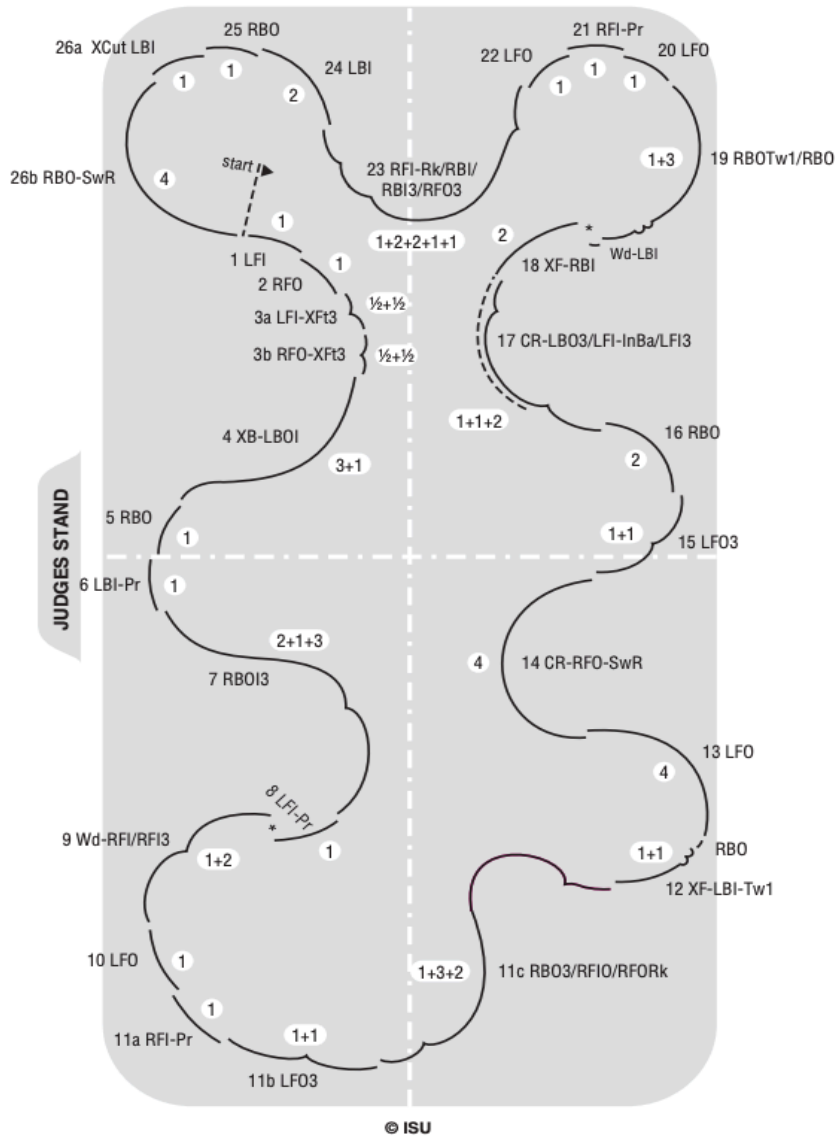 25 RBO
26a XCut LBI
1
1
2
24 LBI
21 RFI-Pr
22 LFO
20 LFO
1
1
1
4
26b RBO-SwR
start
1
23 RFI-Rk/RBI/
RBI3/RFO3
1+2+2+1+1
1+3
19 RBOTw1/RBO
*
Wd-LBI
2
18 XF-RBI
1 LFI
1
2 RFO
½+½
3a LFI-XFt3
3b RFO-XFt3
½+½
17 CR-LBO3/LFI-InBa/LFI3
1+1+2
4 XB-LBOI
3+1
16 RBO
2
JUDGES STAND
5 RBO
1
1+1
15 LFO3
6 LBI-Pr
1
2+1+3
7 RBOI3
4
14 CR-RFO-SwR
13 LFO
4
8 LFI-Pr
*
1
9 Wd-RFI/RFI3
1+2
1+1
RBO
12 XF-LBI-Tw1
10 LFO
1
1
11a RFI-Pr
1+1
11b LFO3
1+3+2
11c RBO3/RFIO/RFORk
© ISU